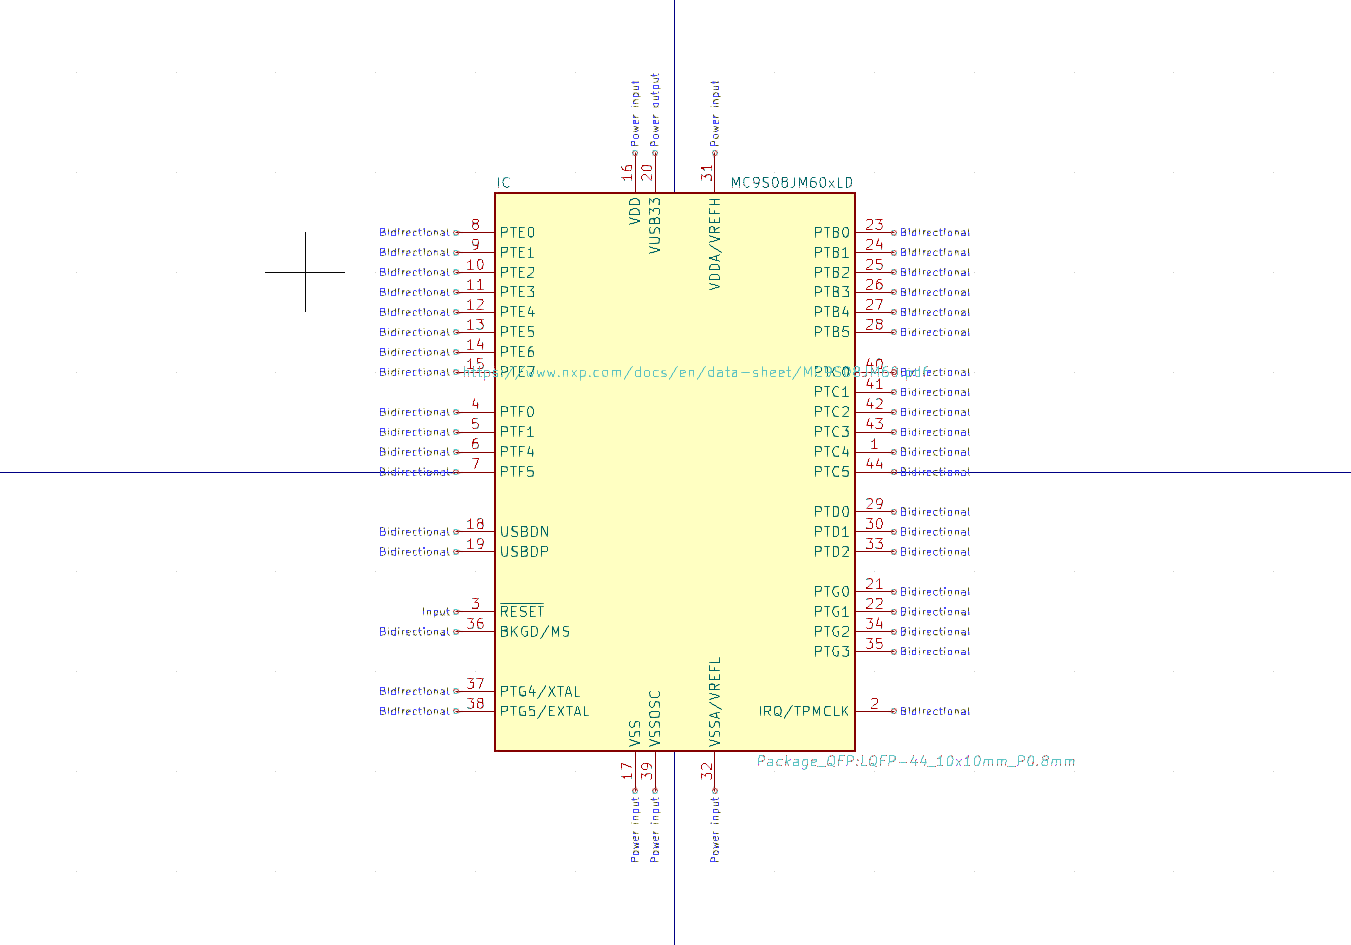 Power input
Power output
Power input
16
20
31
IC MC9S08JM60xLD
VDD
VUSB33
VDDA/VREFH
Bidirectional 8 PTE0 PTB0 23 Bidirectional
Bidirectional 9 PTE1 PTB1 24 Bidirectional
Bidirectional 10 PTE2 PTB2 25 Bidirectional
Bidirectional 11 PTE3 PTB3 26 Bidirectional
Bidirectional 12 PTE4 PTB4 27 Bidirectional
Bidirectional 13 PTE5 PTB5 28 Bidirectional
Bidirectional 14 PTE6
Bidirectional 15 PTE7 PTC0 40 Bidirectional
https://www.nxp.com/docs/en/data-sheet/MC9S08JM60.pdf
PTC1 41 Bidirectional
Bidirectional 4 PTF0 PTC2 42 Bidirectional
Bidirectional 5 PTF1 PTC3 43 Bidirectional
Bidirectional 6 PTF4 PTC4 1 Bidirectional
Bidirectional 7 PTF5 PTC5 44 Bidirectional
PTD0 29 Bidirectional
Bidirectional 18 USBDN PTD1 30 Bidirectional
Bidirectional 19 USBDP PTD2 33 Bidirectional
PTG0 21 Bidirectional
Input 3 RESET PTG1 22 Bidirectional
Bidirectional 36 BKGD/MS PTG2 34 Bidirectional
PTG3 35 Bidirectional
Bidirectional 37 PTG4/XTAL
Bidirectional 38 PTG5/EXTAL IRQ/TPMCLK 2 Bidirectional
VSS
VSSOSC
VSSA/VREFL
Package_QFP:LQFP-44_10x10mm_P0.8mm
17
39
32
Power input
Power input
Power input